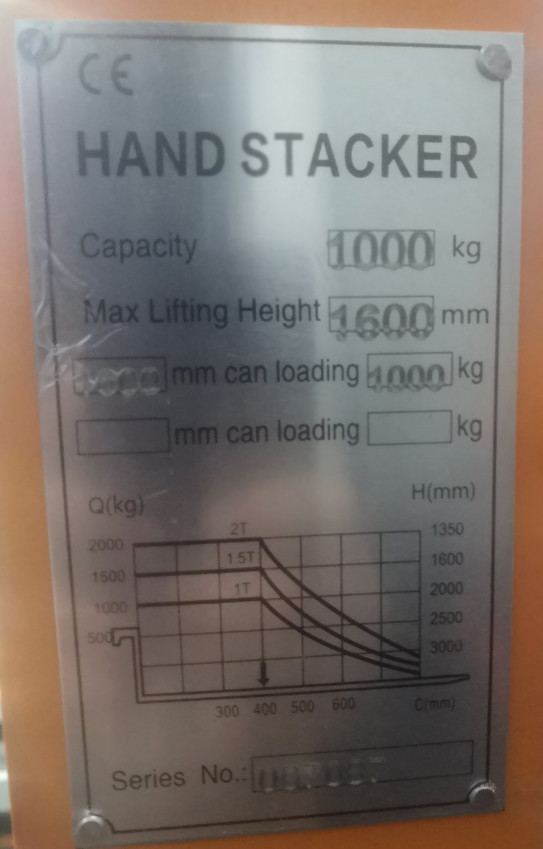 CE
HAND STACKER
Capacity 1000 kg
Max Lifting Height 1600 mm
1600 mm can loading 1000 kg
mm can loading kg
Q(kg) H(mm)
2T 1350
2000
1.5T 1600
1500
1T 2000
1000
2500
500
3000
300 400 500 600 C(mm)
Series No.: